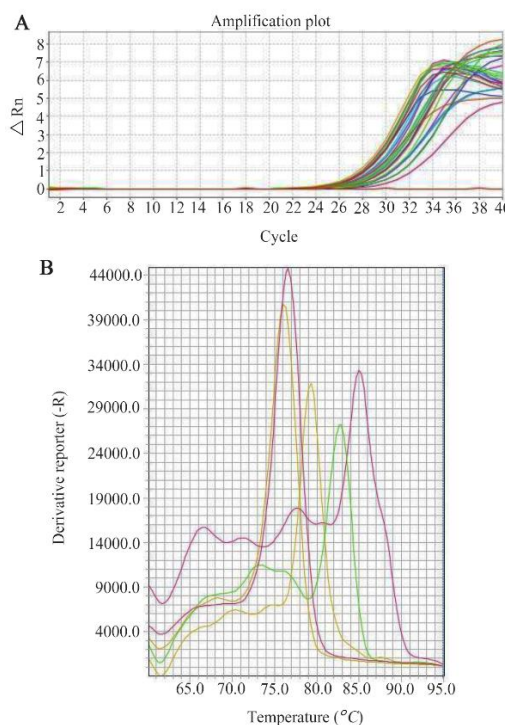 A
Amplification plot
8
7
6
5
4
3
2
1
0
△Rn
2 4 6 8 10 12 14 16 18 20 22 24 26 28 30 32 34 36 38 40
Cycle
B
44000.0
39000.0
34000.0
29000.0
24000.0
19000.0
14000.0
9000.0
4000.0
Derivative reporter (-R)
65.0 70.0 75.0 80.0 85.0 90.0 95.0
Temperature (°C)